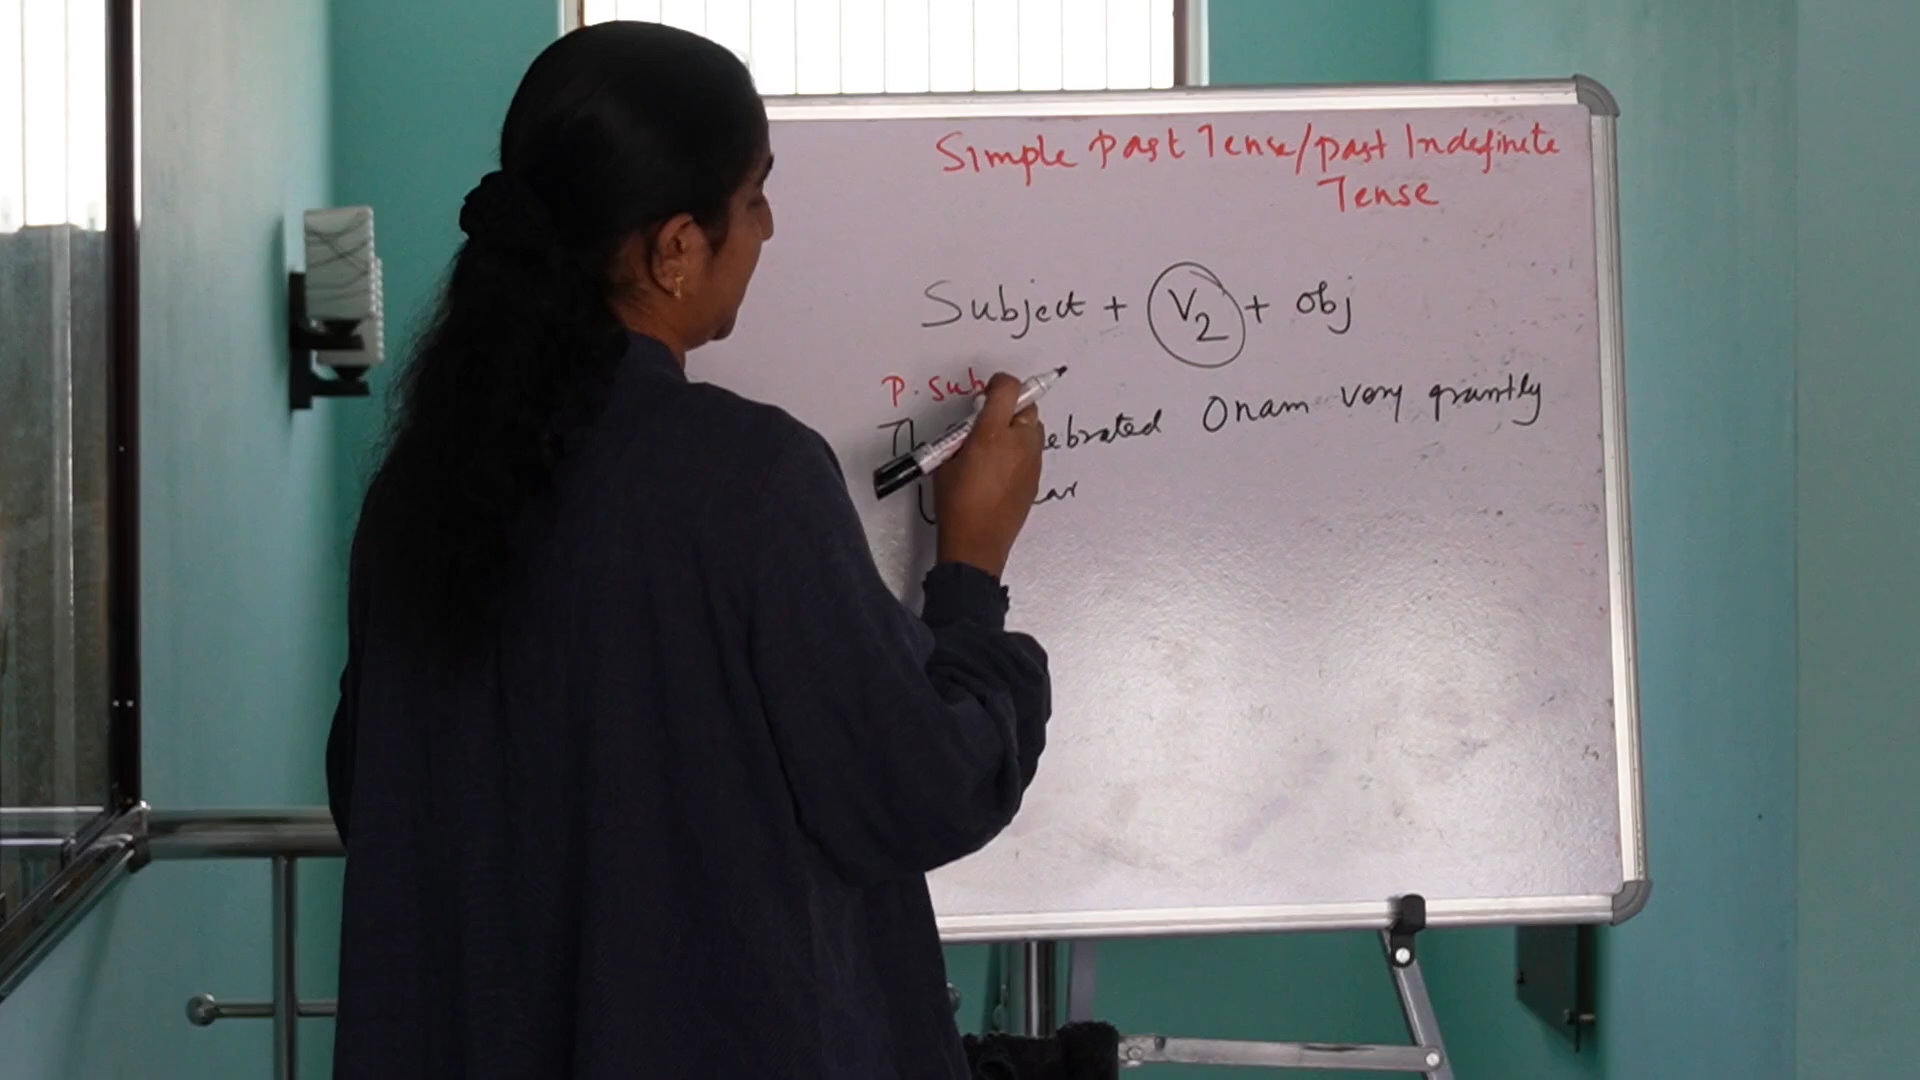 Simple Past Tense/Past Indefinite
Tense
Subject + V2 + obj
P. sub
Onam very grantly